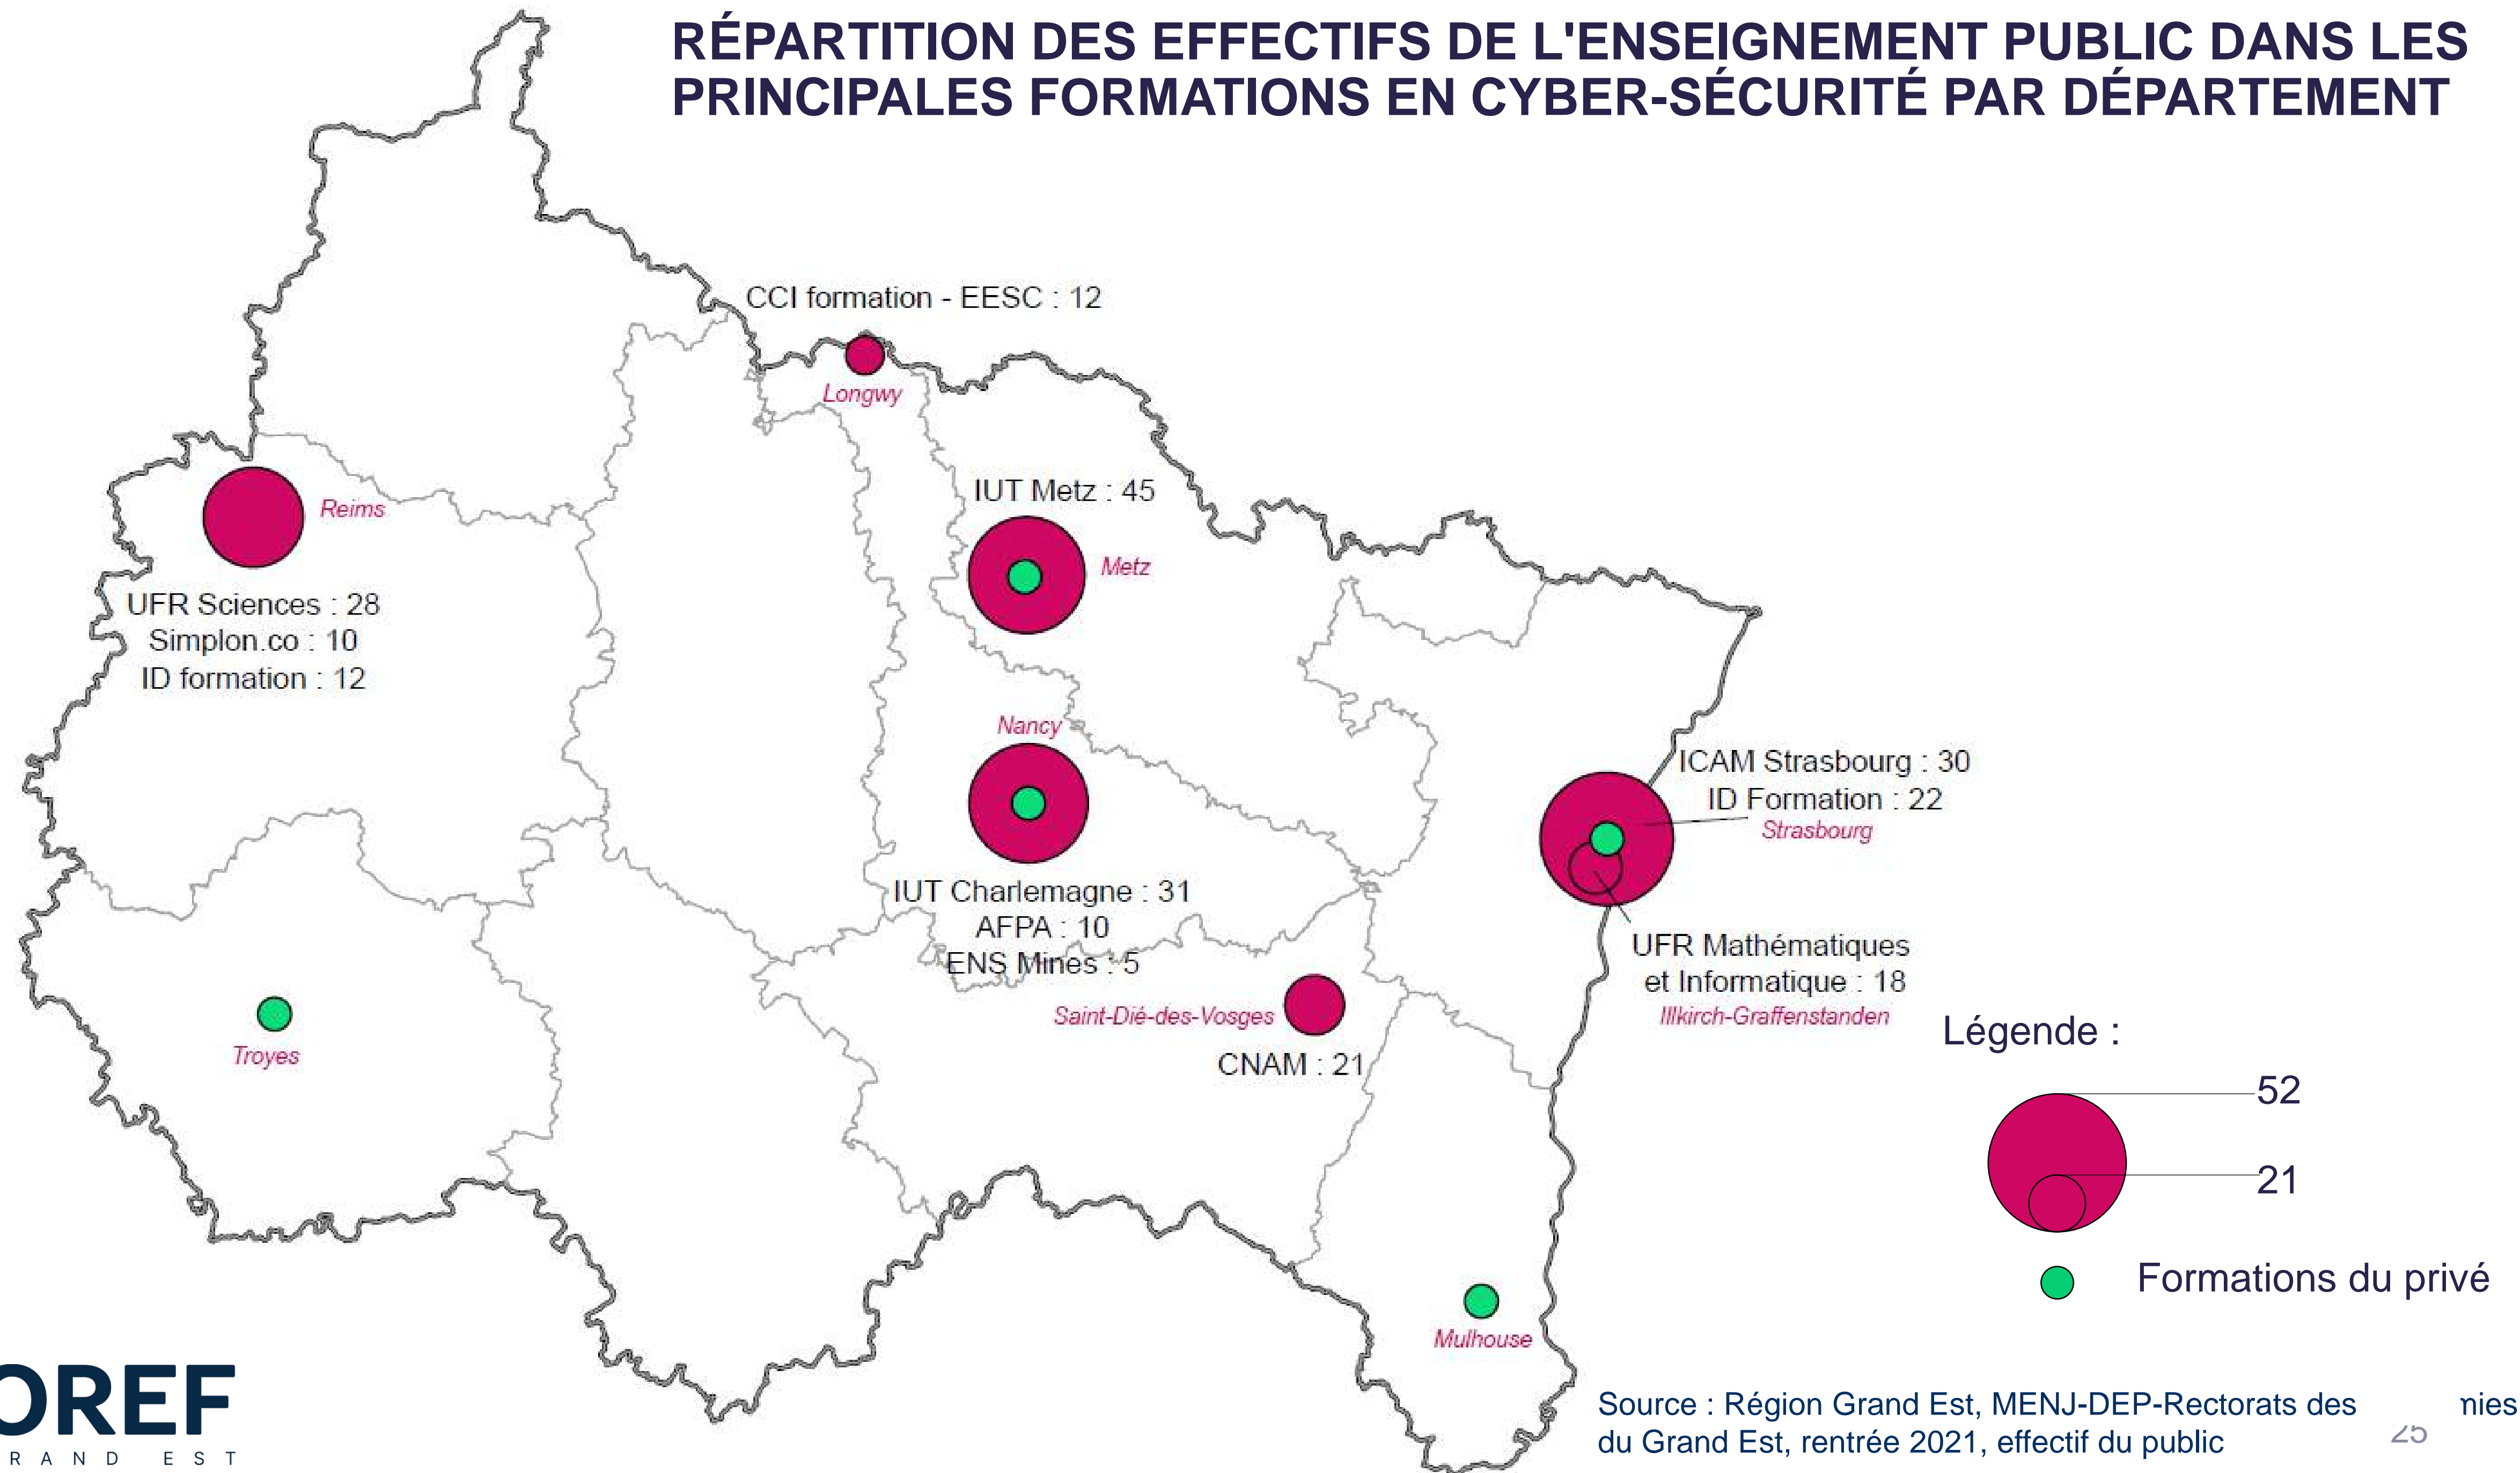 RÉPARTITION DES EFFECTIFS DE L'ENSEIGNEMENT PUBLIC DANS LES
PRINCIPALES FORMATIONS EN CYBER-SÉCURITÉ PAR DÉPARTEMENT
CCI formation - EESC : 12
Longwy
Reims
UFR Sciences : 28
Simplon.co : 10
ID formation : 12
IUT Metz : 45
Metz
Nancy
IUT Charlemagne : 31
AFPA : 10
ENS Mines : 5
ICAM Strasbourg : 30
ID Formation : 22
Strasbourg
UFR Mathématiques
et Informatique : 18
Illkirch-Graffenstanden
Saint-Dié-des-Vosges
CNAM : 21
Troyes
Mulhouse
Légende :
52
21
Formations du privé
OREF
RAND EST
Source : Région Grand Est, MENJ-DEP-Rectorats des mies
du Grand Est, rentrée 2021, effectif du public
25